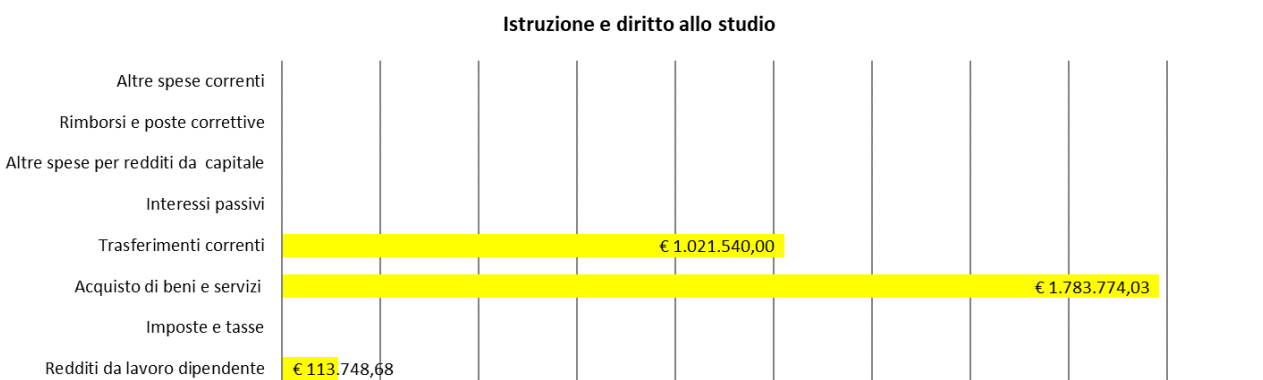 Istruzione e diritto allo studio
Altre spese correnti
Rimborsi e poste correttive
Altre spese per redditi da capitale
Interessi passivi
Trasferimenti correnti € 1.021.540,00
Acquisto di beni e servizi € 1.783.774,03
Imposte e tasse
Redditi da lavoro dipendente € 113.748,68